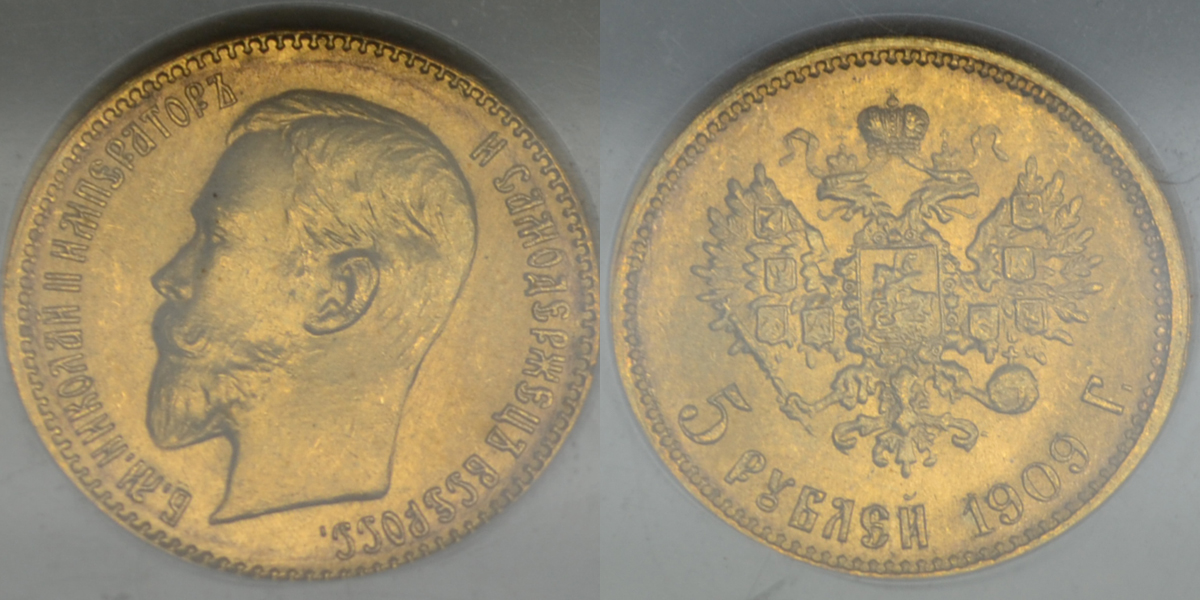 Б. М. НИКОЛАЙ II ИМПЕРАТОРЪ
И САМОДЕРЖЕЦЪ ВСЕРОСС.
5 РУБЛЕЙ 1909 Г.